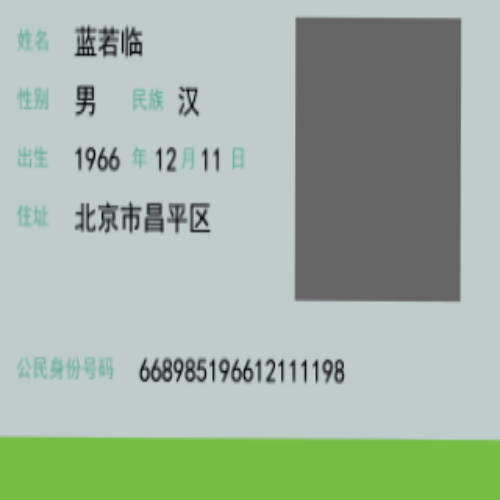 姓名 蓝若临
性别 男 民族 汉
出生 1966 年 12 月 11 日
住址 北京市昌平区
公民身份号码 668985196612111198